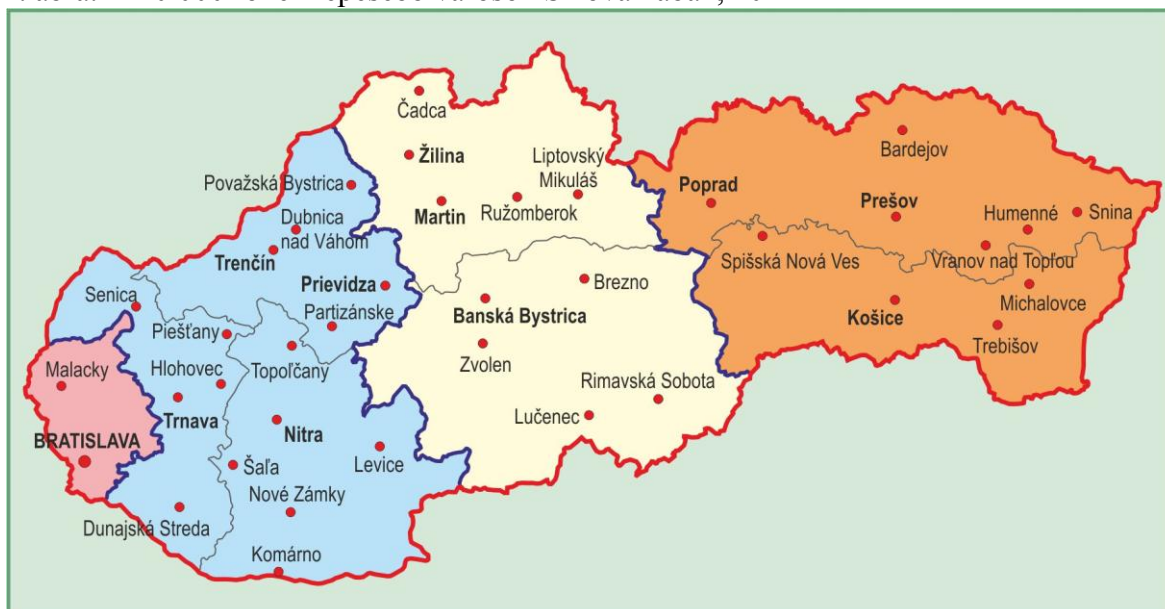 Čadca
Žilina
Liptovský
Mikuláš
Bardejov
Považská Bystrica
Poprad
Martin
Ružomberok
Prešov
Humenné
Snina
Dubnica
nad Váhom
Trenčín
Spišská Nová Ves
Vranov nad Topľou
Prievidza
Brezno
Senica
Partizánske
Banská Bystrica
Košice
Michalovce
Piešťany
Trebišov
Malacky
Hlohovec
Topoľčany
Zvolen
Rimavská Sobota
Trnava
Lučenec
BRATISLAVA
Nitra
Levice
Šaľa
Nové Zámky
Dunajská Streda
Komárno